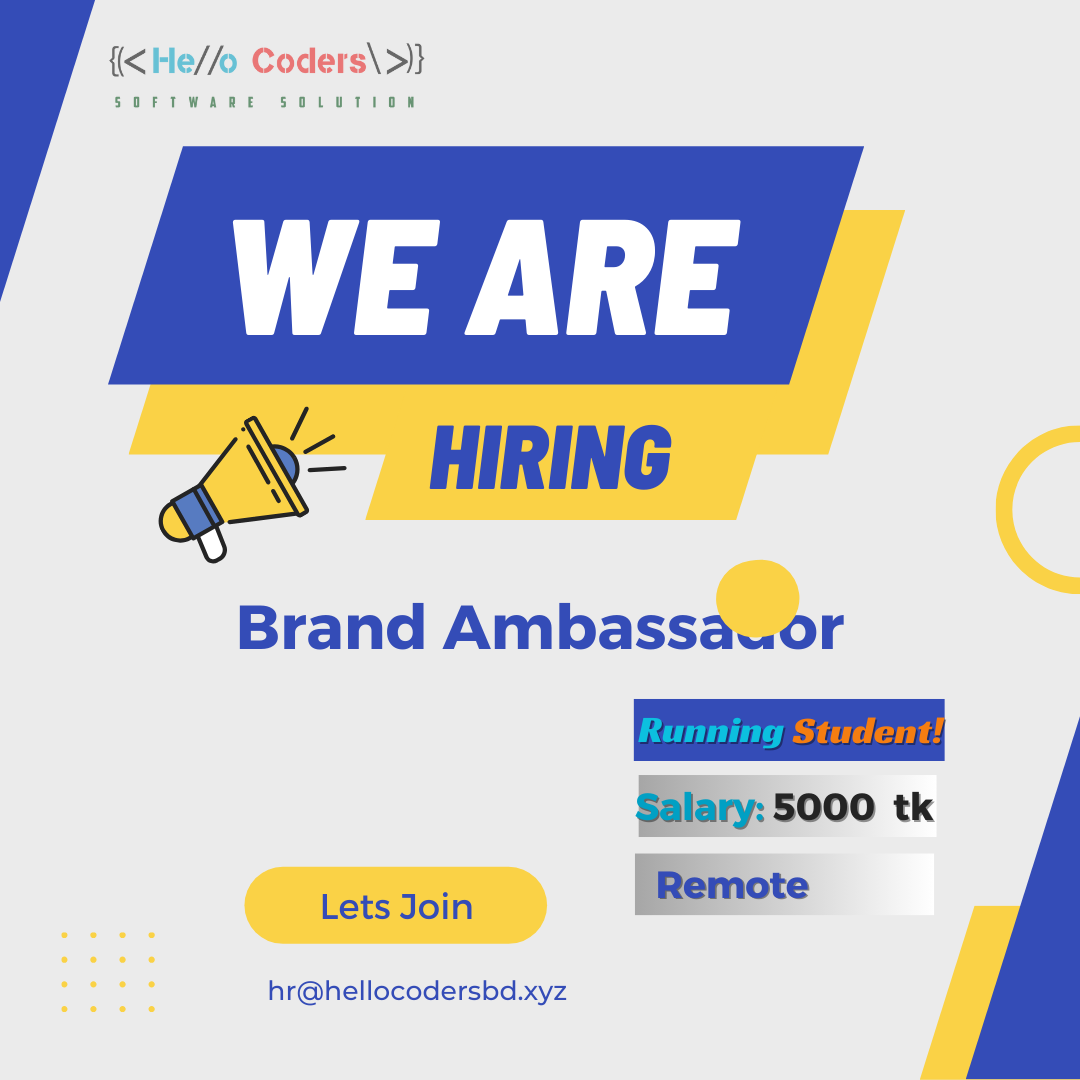 {(<Hello Coders\>)}
SOFTWARE SOLUTION
WE ARE
HIRING
Brand Ambassador
Running Student!
Salary: 5000 tk
Remote
Lets Join
hr@hellocodersbd.xyz